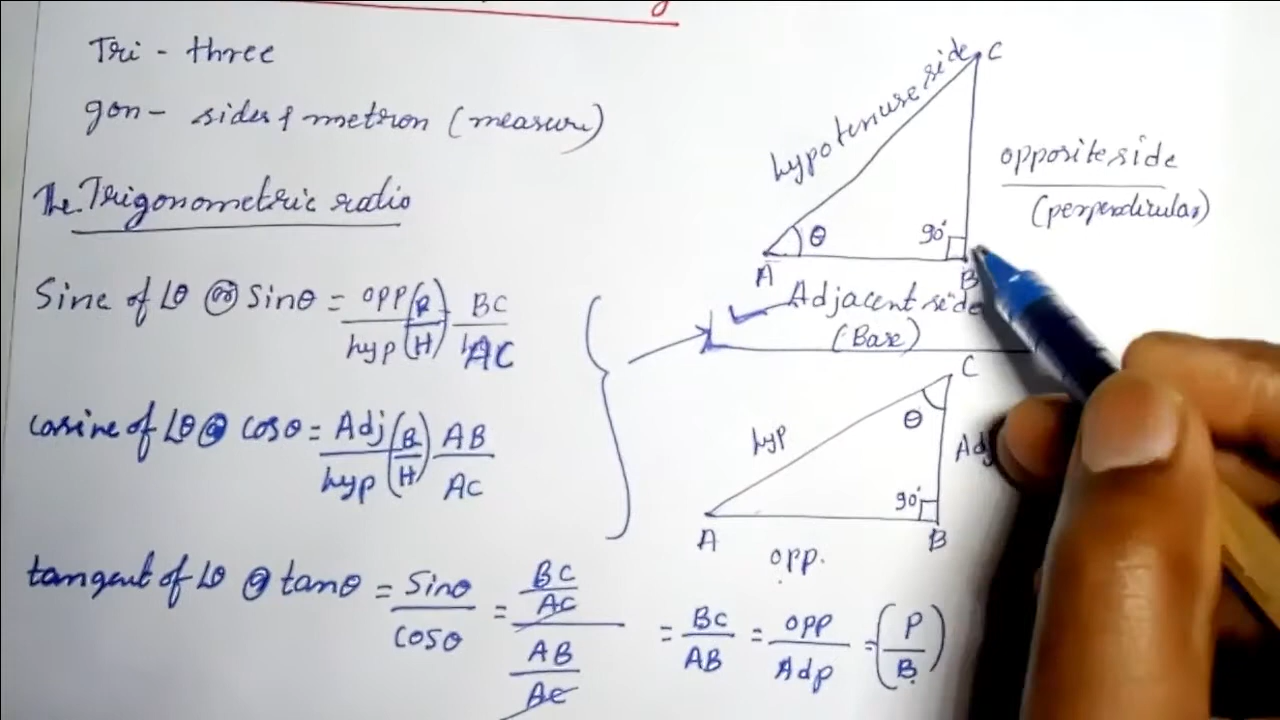 Tri - three
gon - sides & metron (measure)
The Trigonometric radio
Sine of ∠θ or Sinθ = opp/hyp (P/H) BC/AC
cosine of ∠θ or cosθ = Adj/hyp (B/H) AB/AC
tangent of ∠θ or tanθ = Sinθ/cosθ = BC/AC / AB/AC = BC/AB = opp/Adp = (P/B)
hypotenuse side
C
opposite side
(perpendicular)
θ
90°
A
B
Adjacent side
(Base)
C
θ
hyp
Adj
90°
A
B
opp.